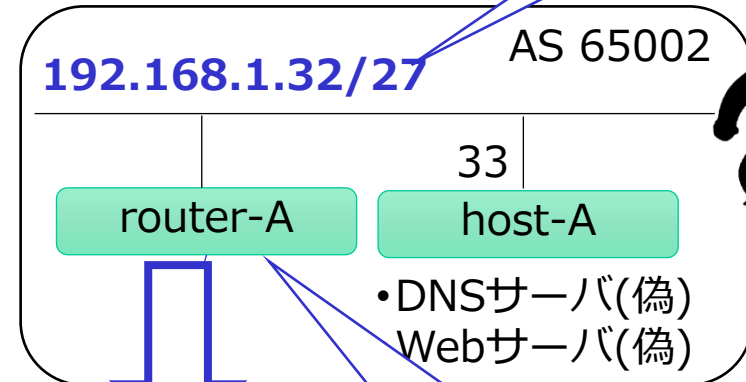 AS 65002
192.168.1.32/27
33
router-A
host-A
•DNSサーバ(偽)
Webサーバ(偽)